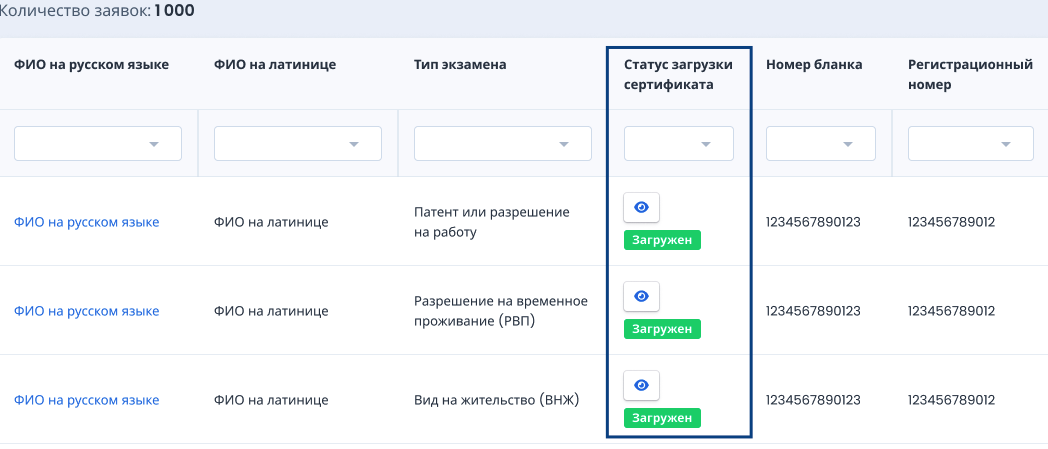 Количество заявок: 1 000
ФИО на русском языке
ФИО на латинице
Тип экзамена
Статус загрузки
сертификата
Номер бланка
Регистрационный
номер
ФИО на русском языке
ФИО на латинице
Патент или разрешение
на работу
Загружен
1234567890123
123456789012
ФИО на русском языке
ФИО на латинице
Разрешение на временное
проживание (РВП)
Загружен
1234567890123
123456789012
ФИО на русском языке
ФИО на латинице
Вид на жительство (ВНЖ)
Загружен
1234567890123
123456789012